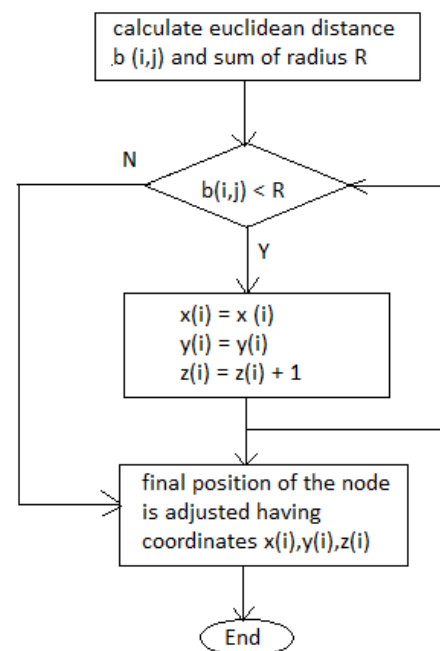 calculate euclidean distance
b (i,j) and sum of radius R
N
b(i,j) < R
Y
x(i) = x (i)
y(i) = y(i)
z(i) = z(i) + 1
final position of the node
is adjusted having
coordinates x(i),y(i),z(i)
End